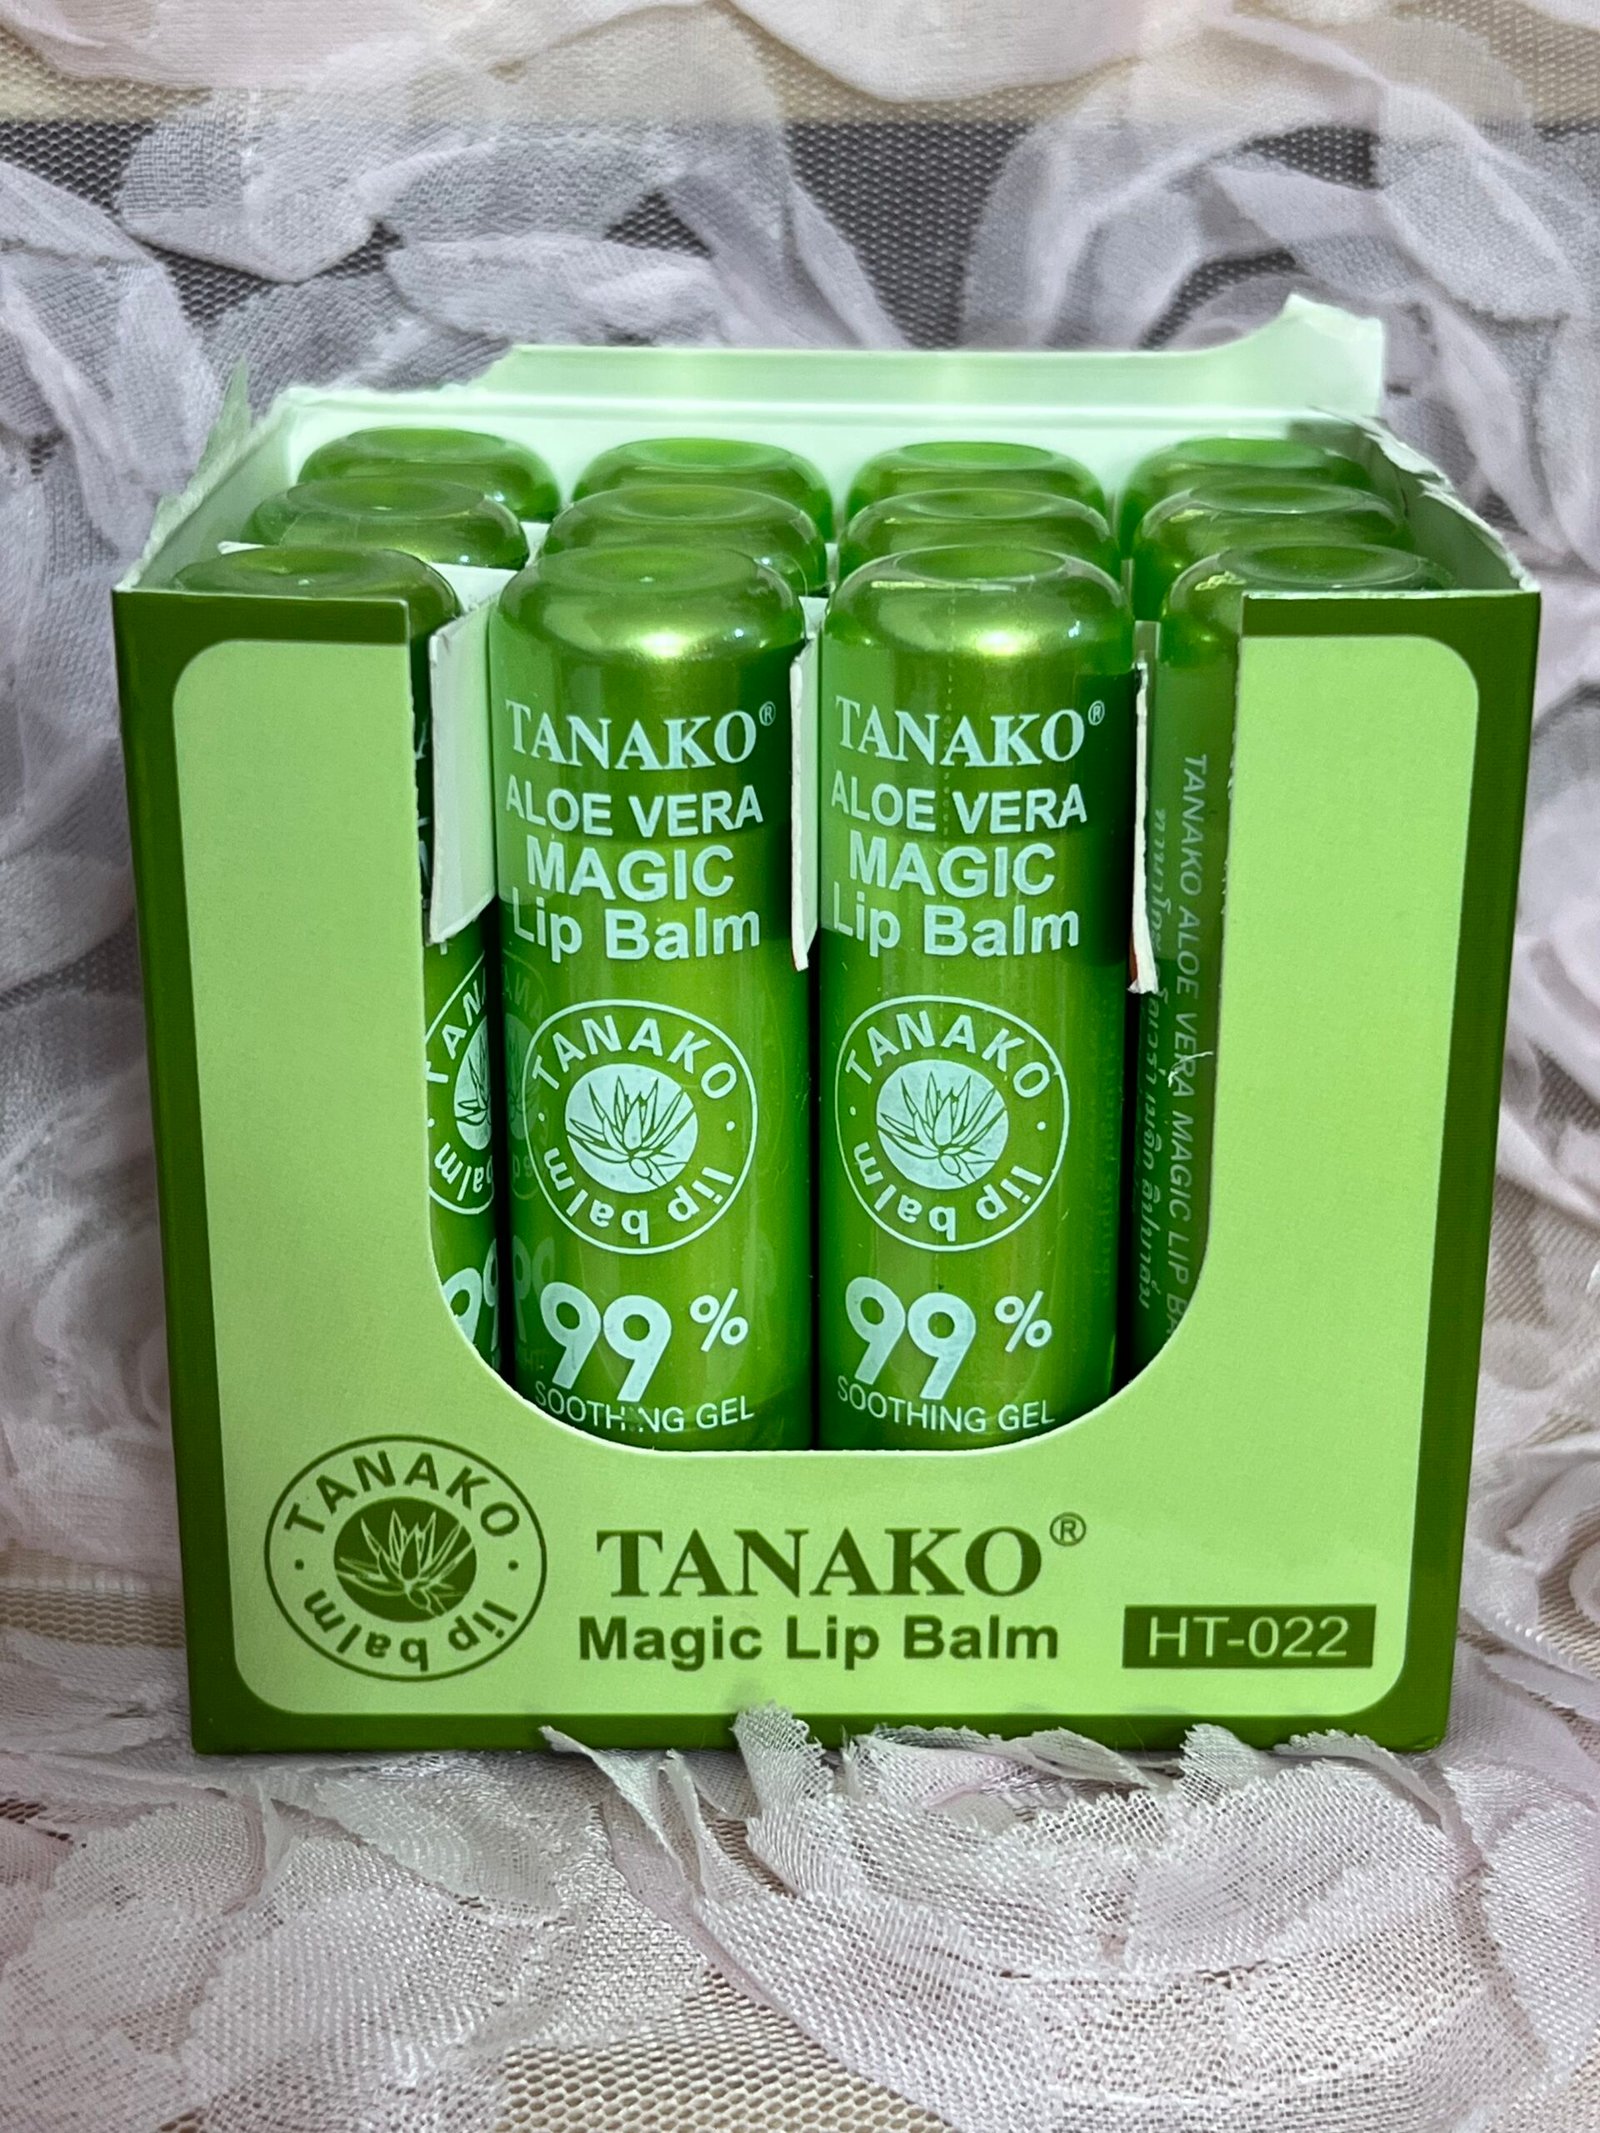 TANAKO®
ALOE VERA
MAGIC
Lip Balm
TANAKO
lip balm
99%
SOOTHING GEL
TANAKO®
ALOE VERA
MAGIC
Lip Balm
TANAKO
lip balm
99%
SOOTHING GEL
TANAKO ALOE VERA MAGIC LIP
TANAKO
lip balm
TANAKO®
Magic Lip Balm
HT-022